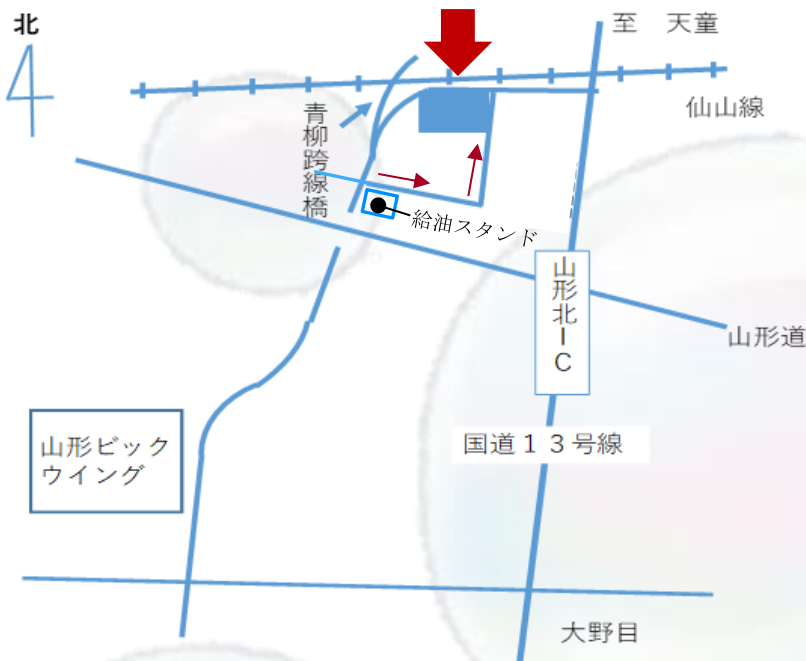 北
至　天童
仙山線
青柳跨線橋
給油スタンド
山形北ーＣ
山形道
国道１３号線
山形ビック
ウイング
大野目